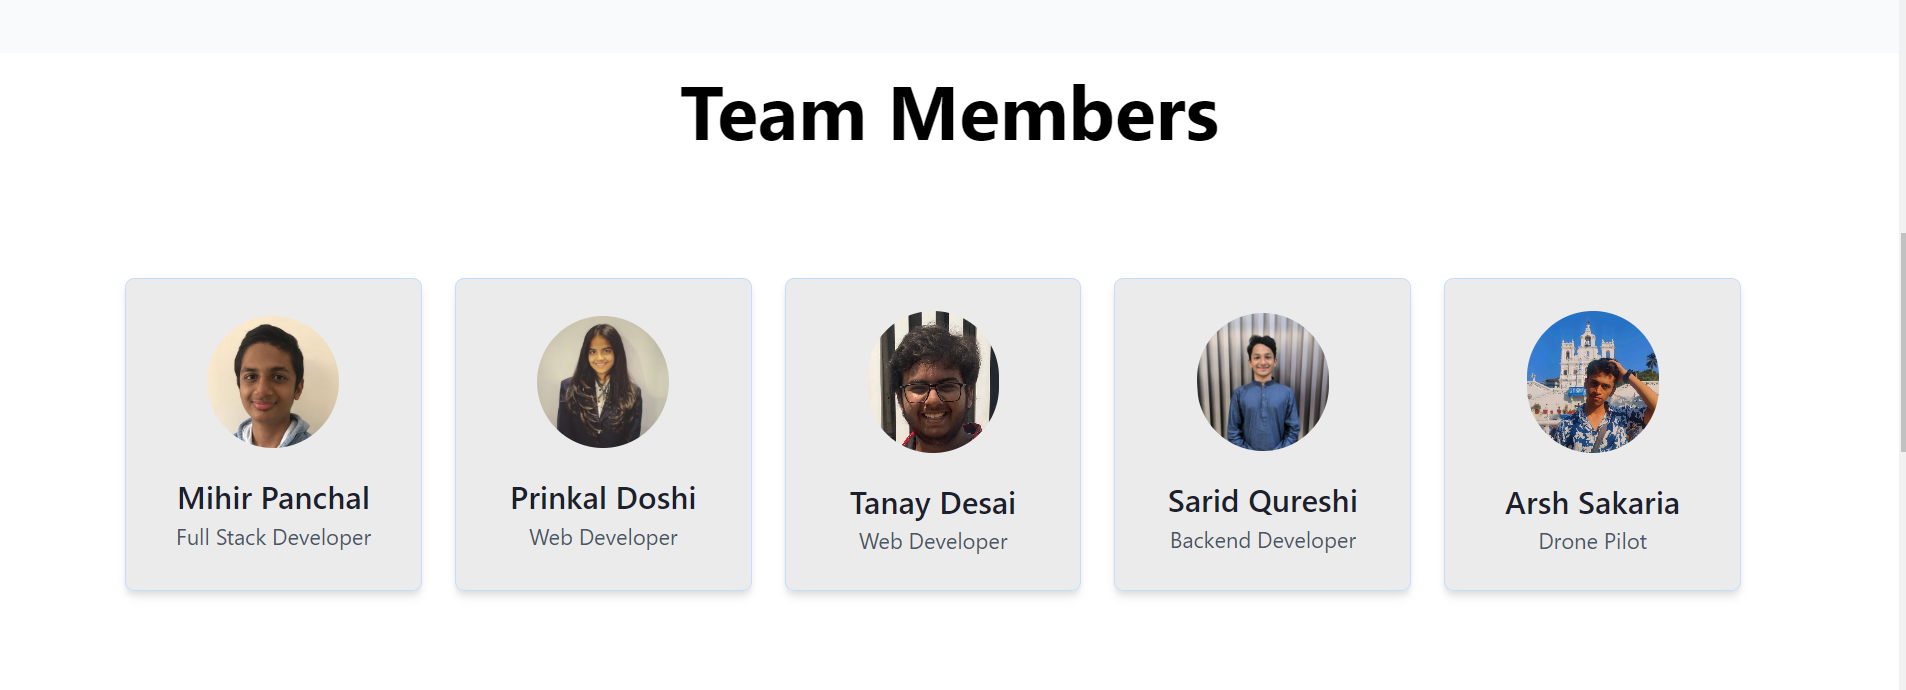 Team Members
Mihir Panchal
Full Stack Developer
Prinkal Doshi
Web Developer
Tanay Desai
Web Developer
Sarid Qureshi
Backend Developer
Arsh Sakaria
Drone Pilot